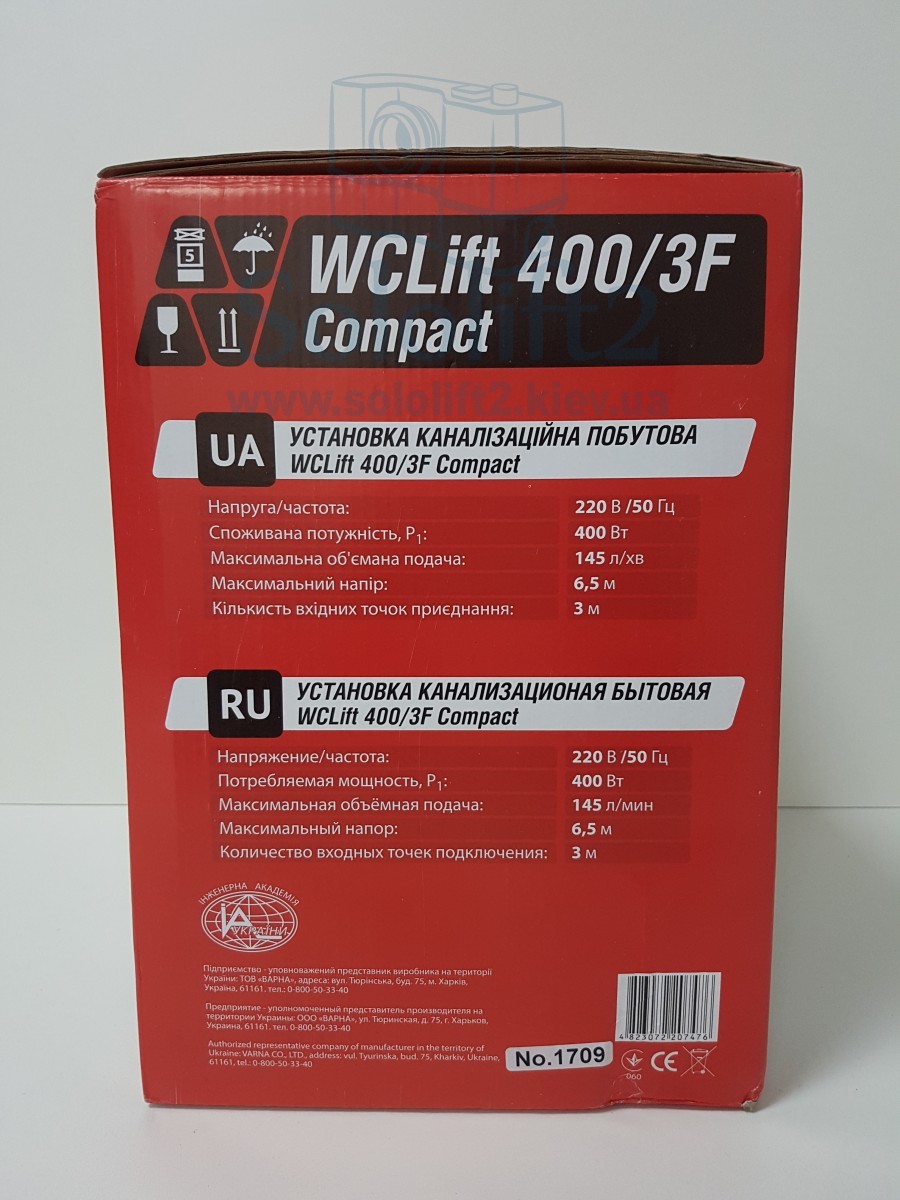 5
WCLift 400/3F
Compact
Sololift2
www.sololift2.kiev.ua
UA
УСТАНОВКА КАНАЛІЗАЦІЙНА ПОБУТОВА
WCLift 400/3F Compact
Напруга/частота: 220 В /50 Гц
Споживана потужність, P₁: 400 Вт
Максимальна об'ємана подача: 145 л/хв
Максимальний напір: 6,5 м
Кількисть вхідних точок приєднання: 3 м
RU
УСТАНОВКА КАНАЛИЗАЦИОНАЯ БЫТОВАЯ
WCLift 400/3F Compact
Напряжение/частота: 220 В /50 Гц
Потребляемая мощность, P₁: 400 Вт
Максимальная объёмная подача: 145 л/мин
Максимальный напор: 6,5 м
Количество входных точек подключения: 3 м
ІНЖЕНЕРНА АКАДЕМІЯ
УКРАЇНИ
Підприємство - уповноважений представник виробника на території
України: ТОВ «ВАРНА», адреса: вул. Тюрінська, буд. 75, м. Харків,
Україна, 61161. тел.: 0-800-50-33-40
Предприятие - уполномоченный представитель производителя на
территории Украины: ООО «ВАРНА», ул. Тюринская, д. 75, г. Харьков,
Украина, 61161. тел. 0-800-50-33-40
Authorized representative company of manufacturer in the territory of
Ukraine: VARNA CO., LTD., address: vul. Tyurinska, bud. 75, Kharkiv, Ukraine,
61161, tel.: 0-800-50-33-40
No.1709
4823072207476
060
CE